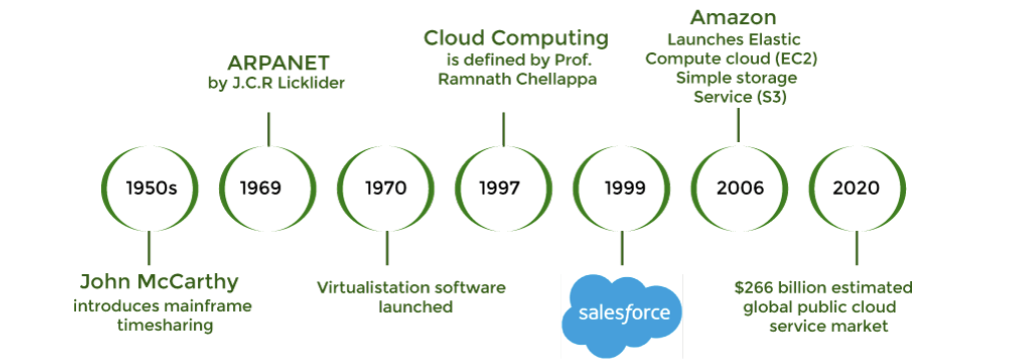 1950s
John McCarthy
introduces mainframe
timesharing
1969
ARPANET
by J.C.R Licklider
1970
Virtualistation software
launched
1997
Cloud Computing
is defined by Prof.
Ramnath Chellappa
1999
salesforce
2006
Amazon
Launches Elastic
Compute cloud (EC2)
Simple storage
Service (S3)
2020
$266 billion estimated
global public cloud
service market